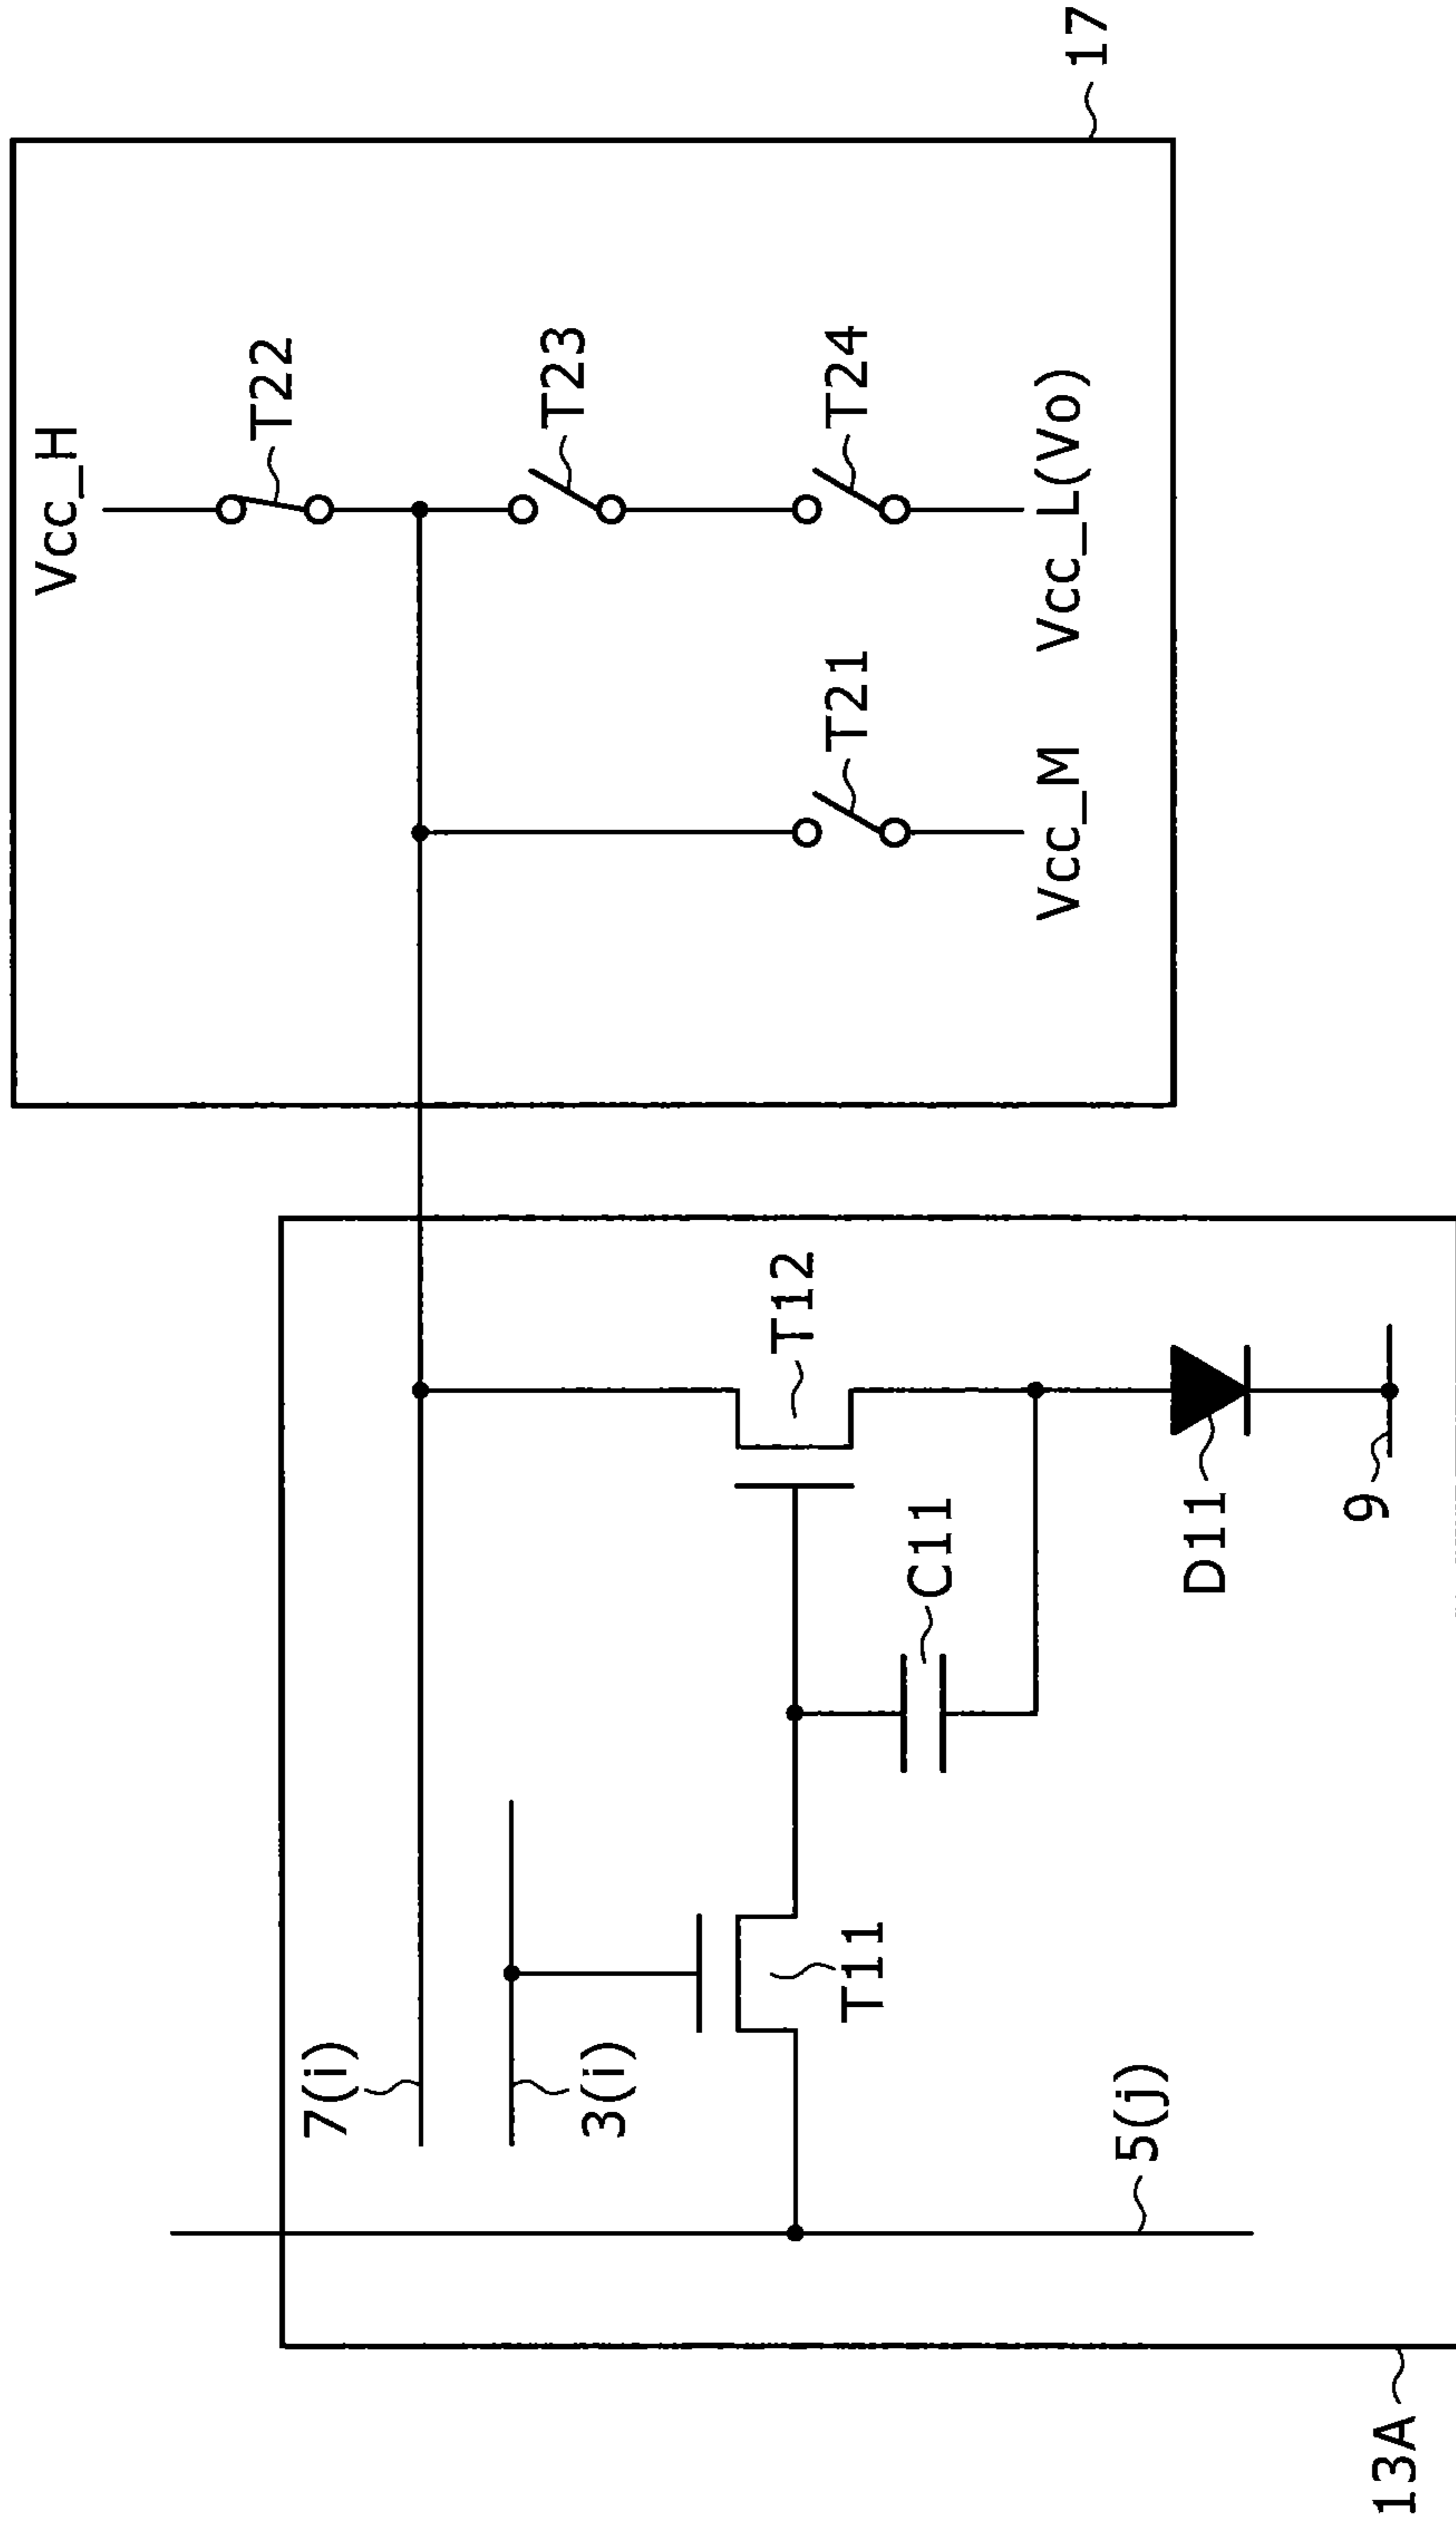 Vcc_H
T22
T23
T24
T21
Vcc_M
Vcc_L(Vo)
17
7(i)
3(i)
T12
C11
T11
D11
5(j)
9
13A